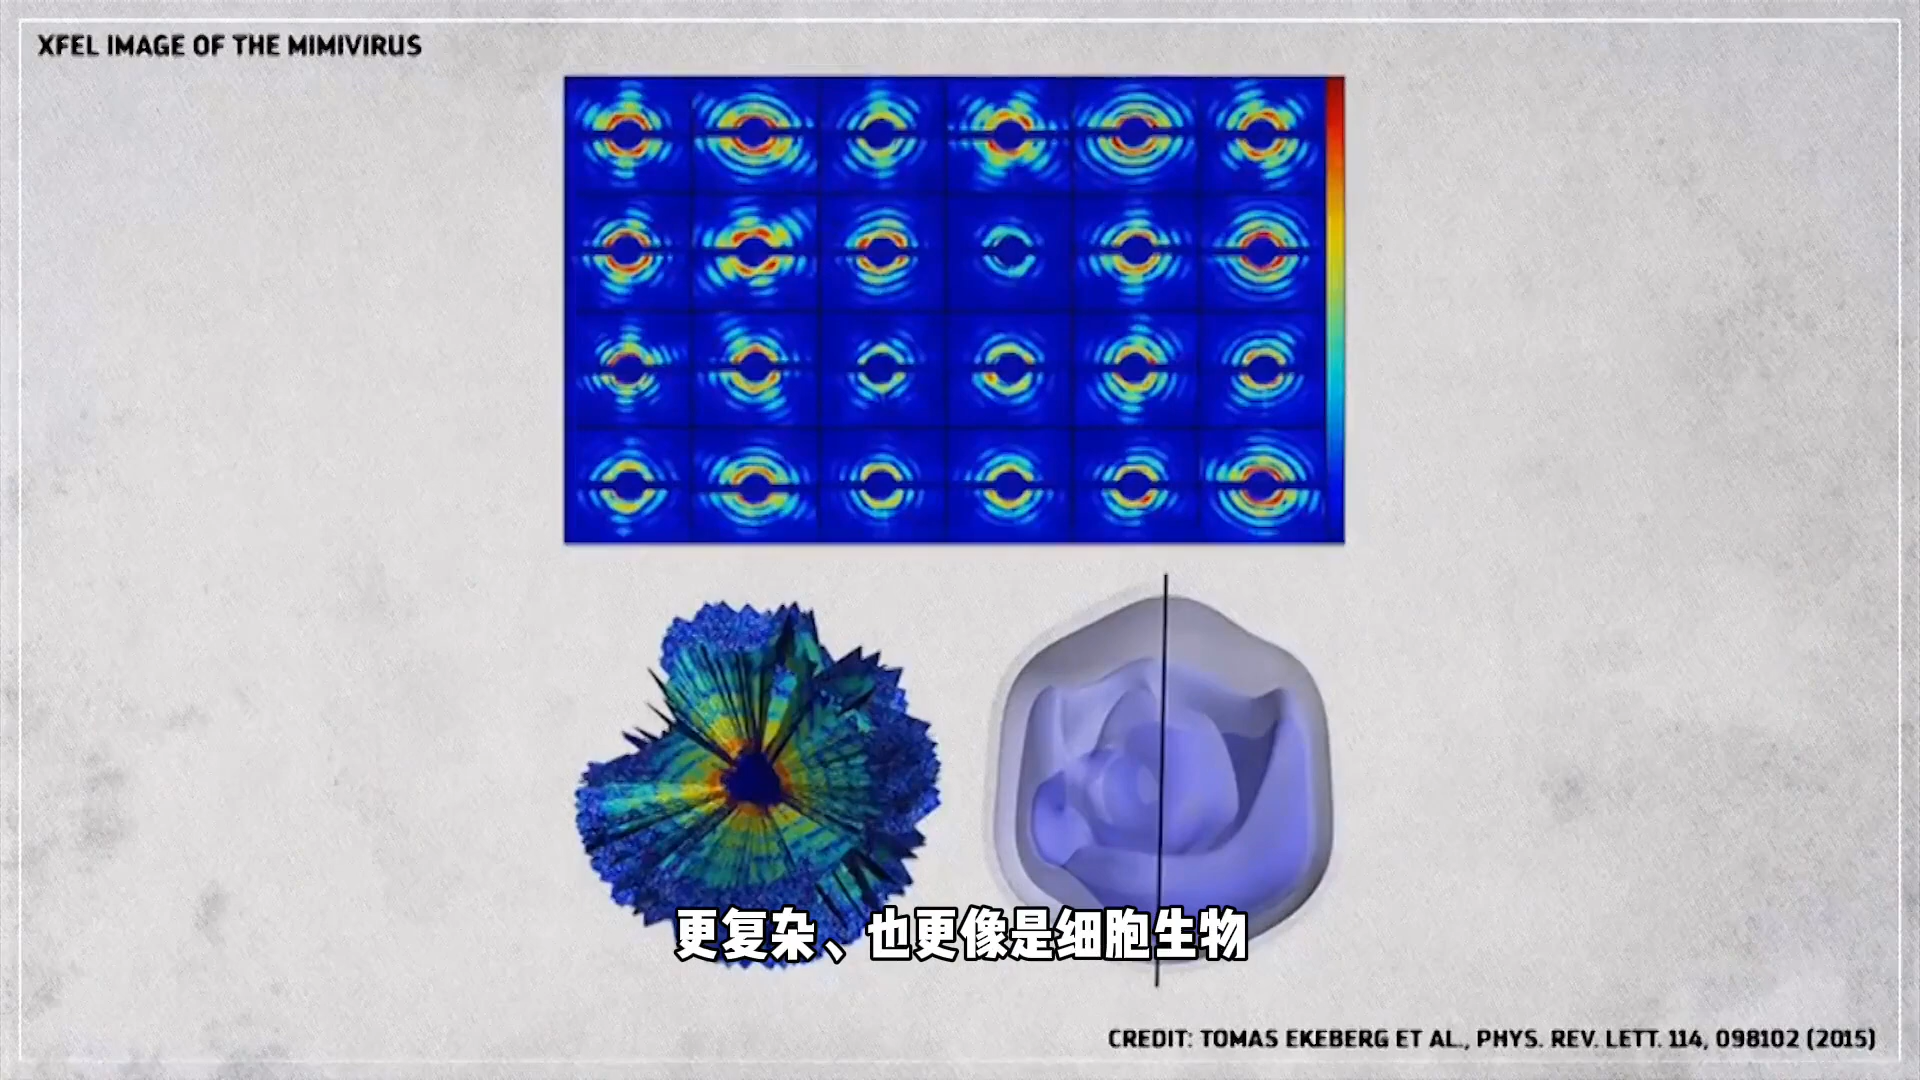 XFEL IMAGE OF THE MIMIVIRUS
更复杂、也更像是细胞生物
CREDIT: TOMAS EKEBERG ET AL., PHYS. REV. LETT. 114, 098102 (2015)